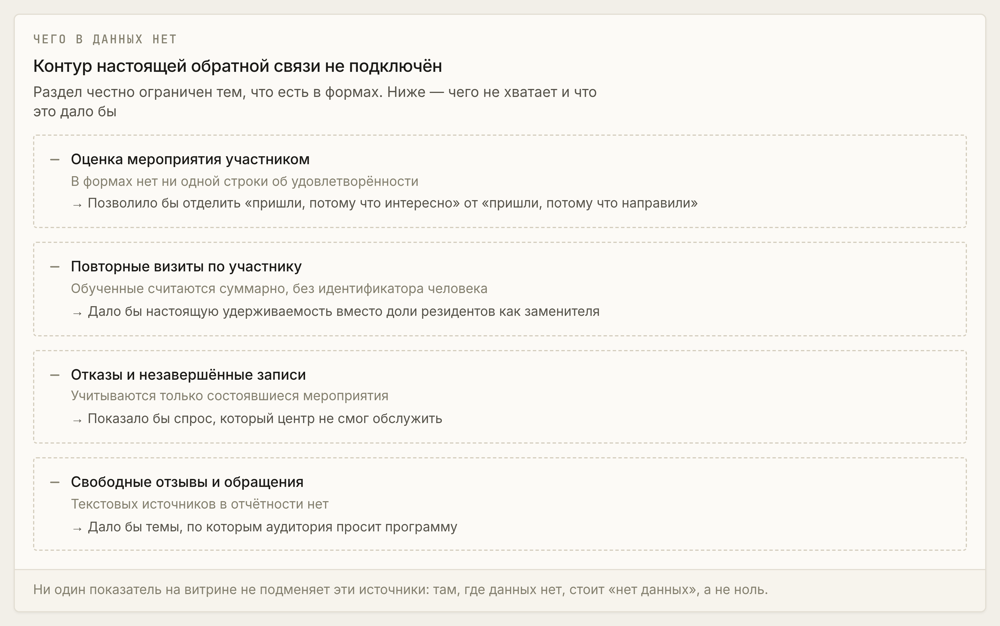 ЧЕГО В ДАННЫХ НЕТ
Контур настоящей обратной связи не подключён
Раздел честно ограничен тем, что есть в формах. Ниже — чего не хватает и что
это дало бы
— Оценка мероприятия участником
В формах нет ни одной строки об удовлетворённости
→ Позволило бы отделить «пришли, потому что интересно» от «пришли, потому что направили»
— Повторные визиты по участнику
Обученные считаются суммарно, без идентификатора человека
→ Дало бы настоящую удерживаемость вместо доли резидентов как заменителя
— Отказы и незавершённые записи
Учитываются только состоявшиеся мероприятия
→ Показало бы спрос, который центр не смог обслужить
— Свободные отзывы и обращения
Текстовых источников в отчётности нет
→ Дало бы темы, по которым аудитория просит программу
Ни один показатель на витрине не подменяет эти источники: там, где данных нет, стоит «нет данных», а не ноль.